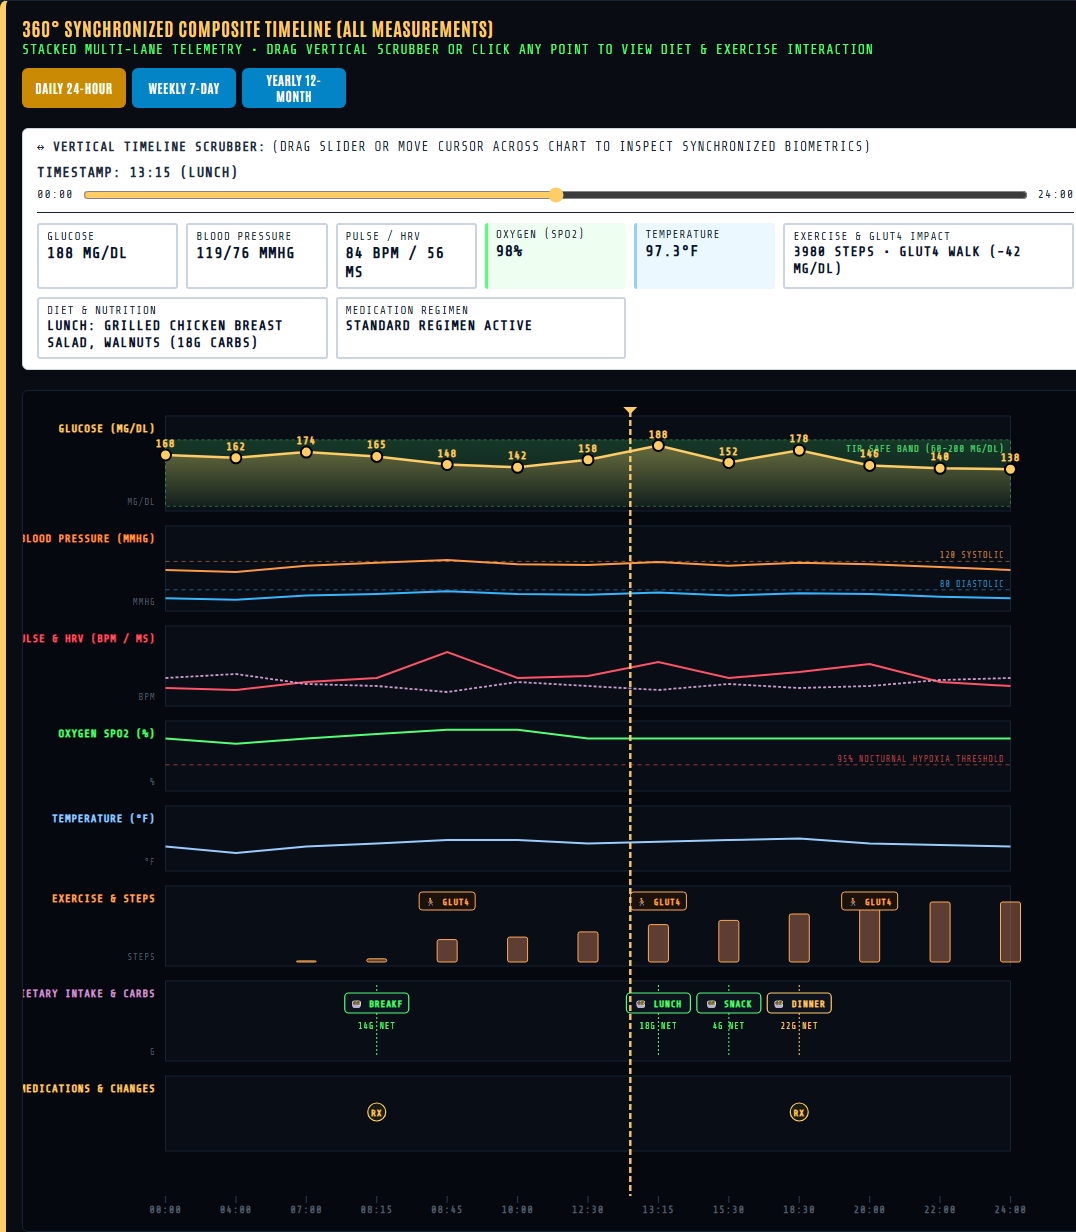 360° SYNCHRONIZED COMPOSITE TIMELINE (ALL MEASUREMENTS)
STACKED MULTI-LANE TELEMETRY · DRAG VERTICAL SCRUBBER OR CLICK ANY POINT TO VIEW DIET & EXERCISE INTERACTION
DAILY 24-HOUR
WEEKLY 7-DAY
YEARLY 12-
MONTH
↔ VERTICAL TIMELINE SCRUBBER: (DRAG SLIDER OR MOVE CURSOR ACROSS CHART TO INSPECT SYNCHRONIZED BIOMETRICS)
TIMESTAMP: 13:15 (LUNCH)
00:00
24:00
GLUCOSE
188 MG/DL
BLOOD PRESSURE
119/76 MMHG
PULSE / HRV
84 BPM / 56
MS
OXYGEN (SPO2)
98%
TEMPERATURE
97.3°F
EXERCISE & GLUT4 IMPACT
3980 STEPS · GLUT4 WALK (-42
MG/DL)
DIET & NUTRITION
LUNCH: GRILLED CHICKEN BREAST
SALAD, WALNUTS (18G CARBS)
MEDICATION REGIMEN
STANDARD REGIMEN ACTIVE
GLUCOSE (MG/DL)
168
162
174
165
148
142
158
188
152
178
146
140
138
TIR SAFE BAND (60-200 MG/DL)
MG/DL
BLOOD PRESSURE (MMHG)
120 SYSTOLIC
80 DIASTOLIC
MMHG
ULSE & HRV (BPM / MS)
BPM
OXYGEN SPO2 (%)
95% NOCTURNAL HYPOXIA THRESHOLD
%
TEMPERATURE (°F)
°F
EXERCISE & STEPS
GLUT4
GLUT4
GLUT4
STEPS
IETARY INTAKE & CARBS
BREAKF
LUNCH
SNACK
DINNER
14G NET
18G NET
4G NET
22G NET
G
MEDICATIONS & CHANGES
RX
RX
00:00
04:00
07:00
08:15
08:45
10:00
12:30
13:15
15:30
18:30
20:00
22:00
24:00